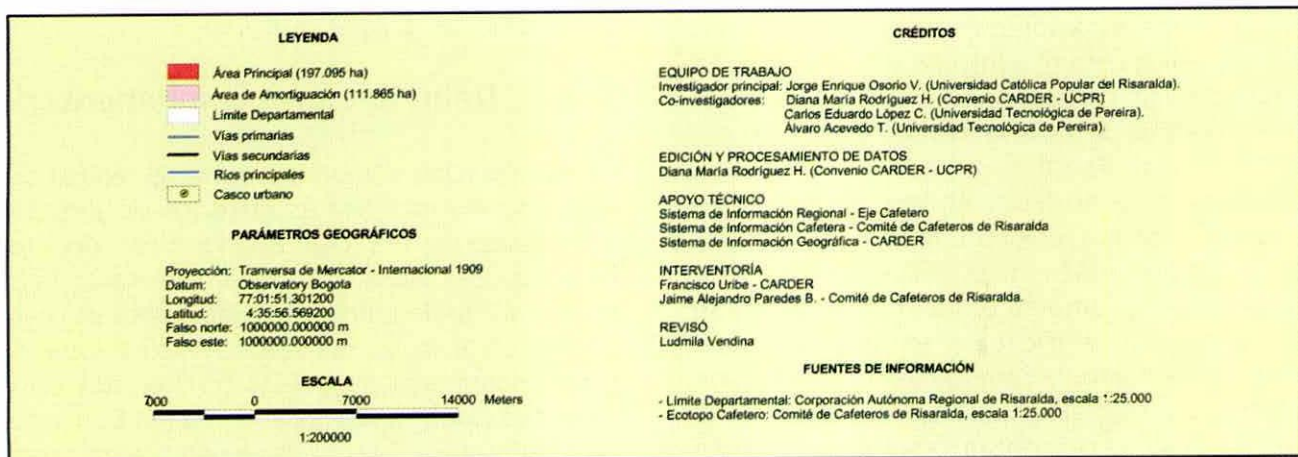 LEYENDA
Área Principal (197.095 ha)
Área de Amortiguación (111.865 ha)
Límite Departamental
Vías primarias
Vías secundarias
Ríos principales
Casco urbano
PARÁMETROS GEOGRÁFICOS
Proyección: Tranversa de Mercator - Internacional 1909
Datum: Observatory Bogota
Longitud: 77:01:51.301200
Latitud: 4:35:56.569200
Falso norte: 1000000.000000 m
Falso este: 1000000.000000 m
ESCALA
7000 0 7000 14000 Meters
1:200000
CRÉDITOS
EQUIPO DE TRABAJO
Investigador principal: Jorge Enrique Osorio V. (Universidad Católica Popular del Risaralda).
Co-investigadores: Diana María Rodríguez H. (Convenio CARDER - UCPR)
Carlos Eduardo López C. (Universidad Tecnológica de Pereira).
Álvaro Acevedo T. (Universidad Tecnológica de Pereira).
EDICIÓN Y PROCESAMIENTO DE DATOS
Diana María Rodríguez H. (Convenio CARDER - UCPR)
APOYO TÉCNICO
Sistema de Información Regional - Eje Cafetero
Sistema de Información Cafetera - Comité de Cafeteros de Risaralda
Sistema de Información Geográfica - CARDER
INTERVENTORÍA
Francisco Uribe - CARDER
Jaime Alejandro Paredes B. - Comité de Cafeteros de Risaralda.
REVISÓ
Ludmila Vendina
FUENTES DE INFORMACIÓN
- Límite Departamental: Corporación Autónoma Regional de Risaralda, escala 1:25.000
- Ecotopo Cafetero: Comité de Cafeteros de Risaralda, escala 1:25.000